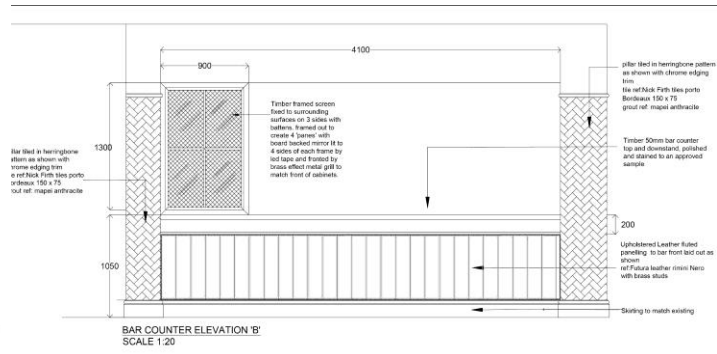 4100
900
1300
1050
200
Timber framed screen
fixed to surrounding
surfaces on 3 sides with
battens, framed out to
create 4 'panes' with
board backed mirror lit to
4 sides of each frame by
led tape and fronted by
brass effect metal grill to
match front of cabinets.
pillar tiled in herringbone pattern
as shown with chrome edging
trim
tile ref:Nick Firth tiles porto
Bordeaux 150 x 75
grout ref: mapei anthracite
illar tiled in herringbone
attern as shown with
hrome edging trim
e ref:Nick Firth tiles porto
ordeaux 150 x 75
rout ref: mapei anthracite
Timber 50mm bar counter
top and downstand, polished
and stained to an approved
sample
Upholstered Leather fluted
panelling to bar front laid out as
shown
ref:Futura leather rimini Nero
with brass studs
Skirting to match existing
BAR COUNTER ELEVATION 'B'
SCALE 1:20